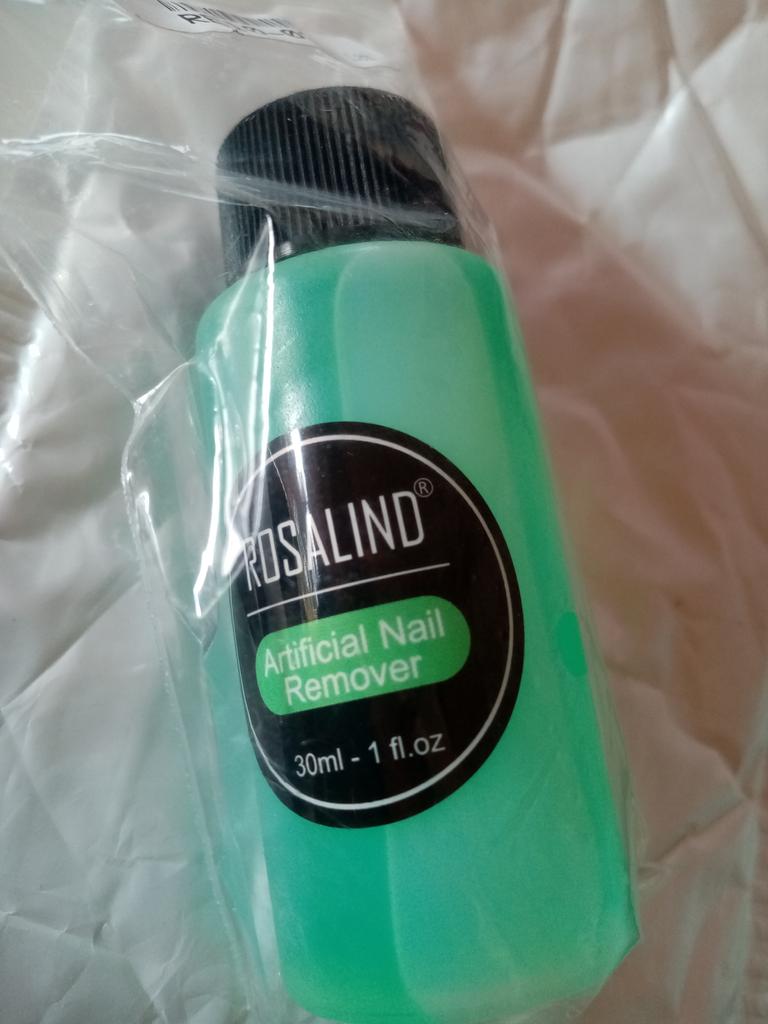 ROSALIND®
Artificial Nail
Remover
30ml - 1 fl.oz